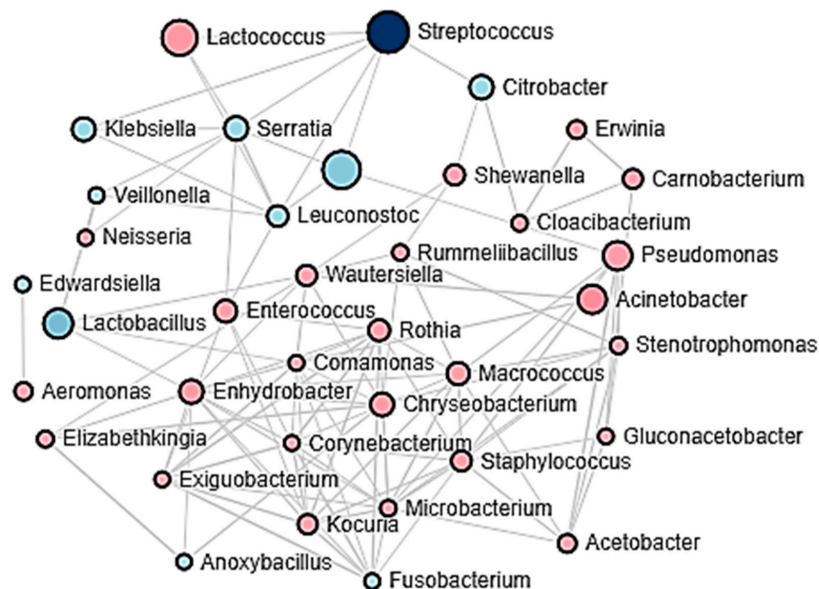 Lactococcus
Streptococcus
Citrobacter
Klebsiella
Serratia
Erwinia
Shewanella
Carnobacterium
Veillonella
Leuconostoc
Cloacibacterium
Neisseria
Rummeliibacillus
Pseudomonas
Wautersiella
Edwardsiella
Acinetobacter
Enterococcus
Lactobacillus
Rothia
Stenotrophomonas
Comamonas
Macrococcus
Aeromonas
Enhydrobacter
Chryseobacterium
Elizabethkingia
Corynebacterium
Gluconacetobacter
Staphylococcus
Exiguobacterium
Microbacterium
Kocuria
Acetobacter
Anoxybacillus
Fusobacterium